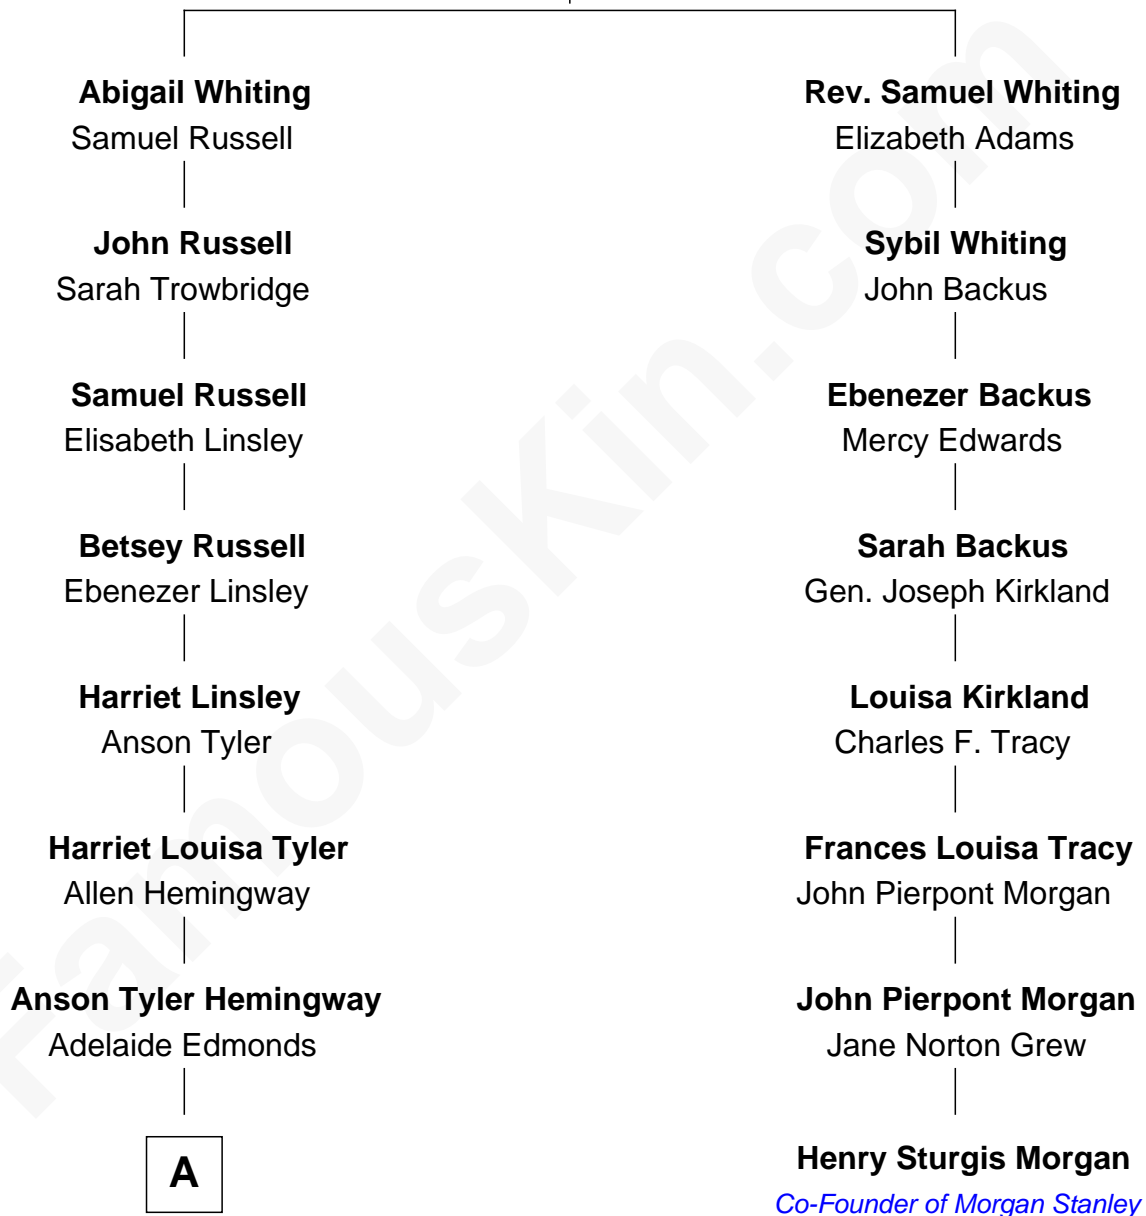 Abigail Whiting
Samuel Russell
John Russell
Sarah Trowbridge
Samuel Russell
Elisabeth Linsley
Betsey Russell
Ebenezer Linsley
Harriet Linsley
Anson Tyler
Harriet Louisa Tyler
Allen Hemingway
Anson Tyler Hemingway
Adelaide Edmonds
A
Rev. Samuel Whiting
Elizabeth Adams
Sybil Whiting
John Backus
Ebenezer Backus
Mercy Edwards
Sarah Backus
Gen. Joseph Kirkland
Louisa Kirkland
Charles F. Tracy
Frances Louisa Tracy
John Pierpont Morgan
John Pierpont Morgan
Jane Norton Grew
Henry Sturgis Morgan
Co-Founder of Morgan Stanley
FamousKin.com